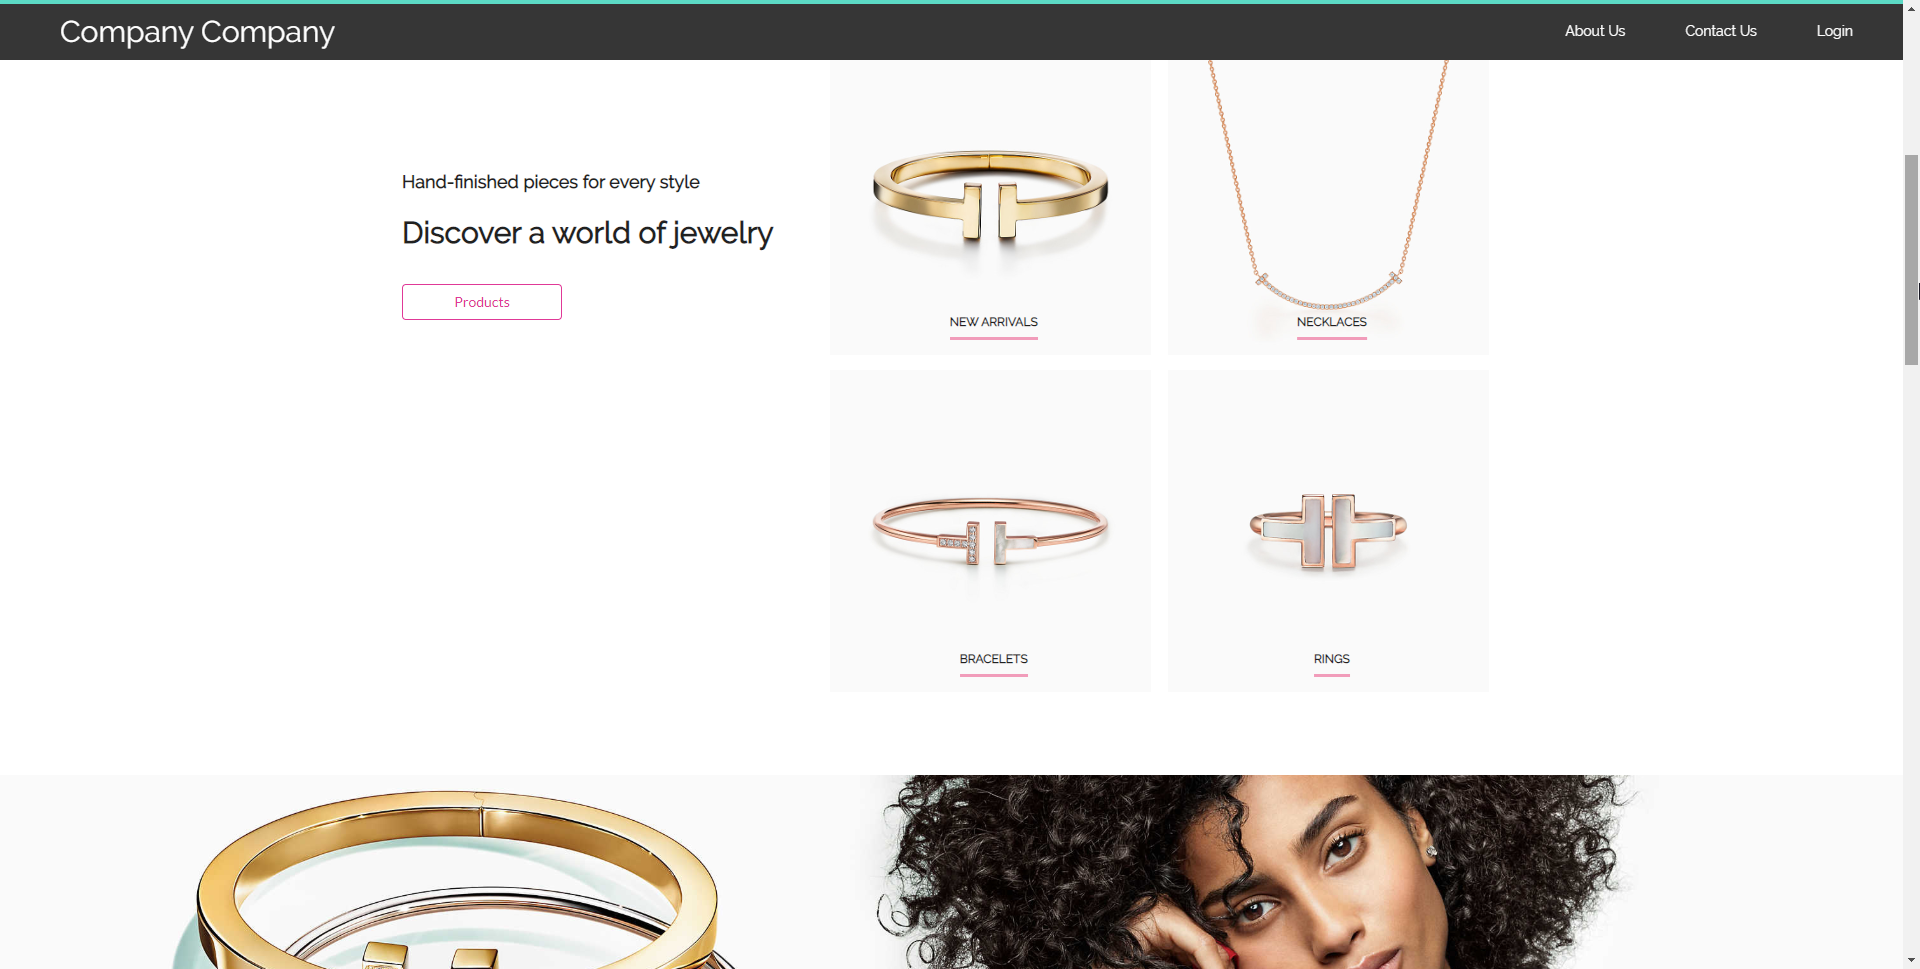 Company Company
About Us
Contact Us
Login
Hand-finished pieces for every style
Discover a world of jewelry
Products
NEW ARRIVALS
NECKLACES
BRACELETS
RINGS